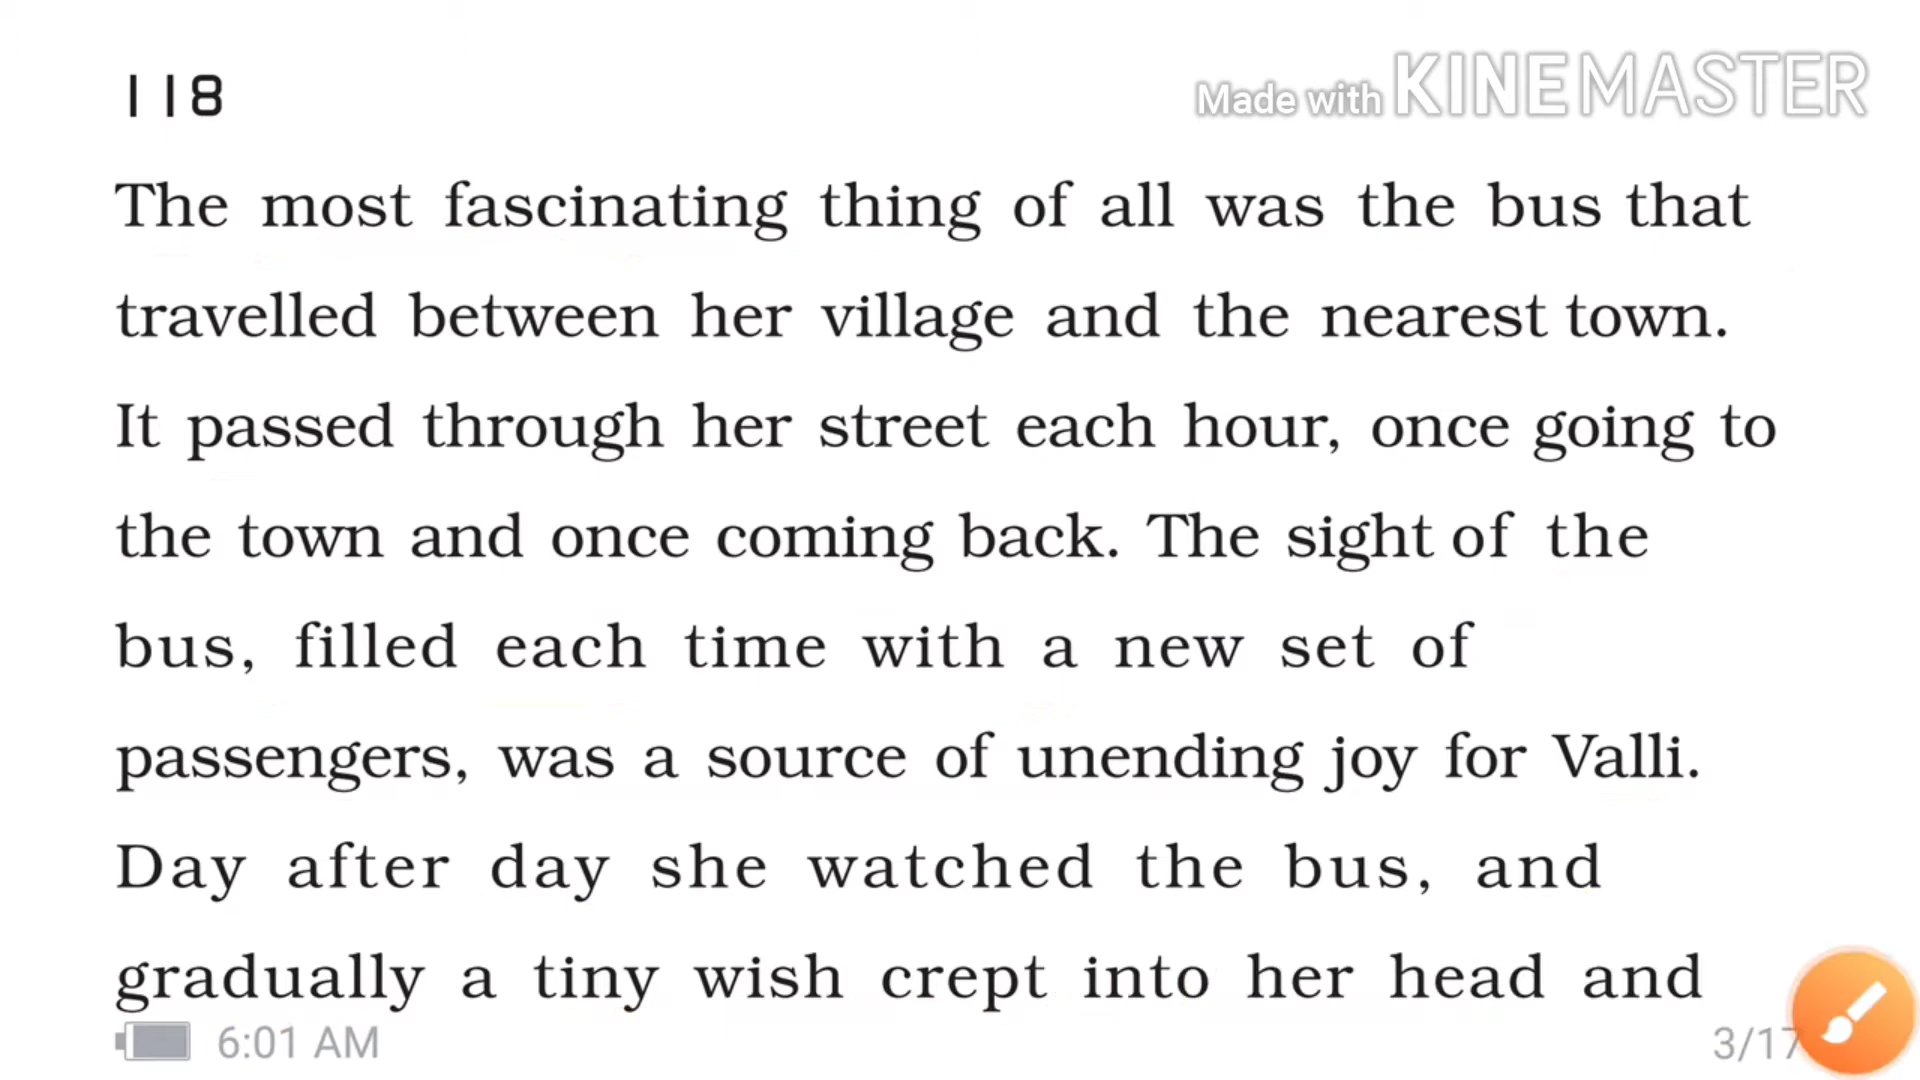 118
Made with KINEMASTER
The most fascinating thing of all was the bus that
travelled between her village and the nearest town.
It passed through her street each hour, once going to
the town and once coming back. The sight of the
bus, filled each time with a new set of
passengers, was a source of unending joy for Valli.
Day after day she watched the bus, and
gradually a tiny wish crept into her head and
6:01 AM
3/17